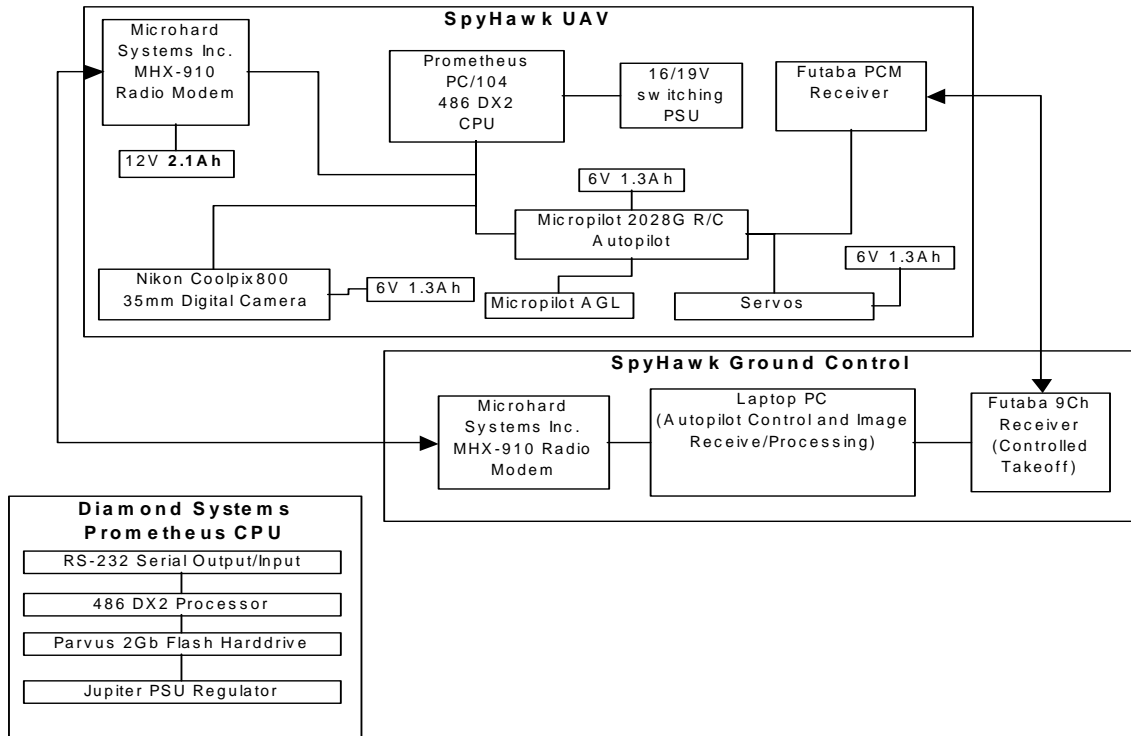 SpyHawk UAV
Microhard
Systems Inc.
MHX-910
Radio Modem
12V 2.1Ah
Prometheus
PC/104
486 DX2
CPU
16/19V
switching
PSU
Futaba PCM
Receiver
6V 1.3Ah
Micropilot 2028G R/C
Autopilot
6V 1.3Ah
Nikon Coolpix800
35mm Digital Camera
6V 1.3Ah
Micropilot AGL
Servos
SpyHawk Ground Control
Microhard
Systems Inc.
MHX-910 Radio
Modem
Laptop PC
(Autopilot Control and Image
Receive/Processing)
Futaba 9Ch
Receiver
(Controlled
Takeoff)
Diamond Systems
Prometheus CPU
RS-232 Serial Output/Input
486 DX2 Processor
Parvus 2Gb Flash Harddrive
Jupiter PSU Regulator